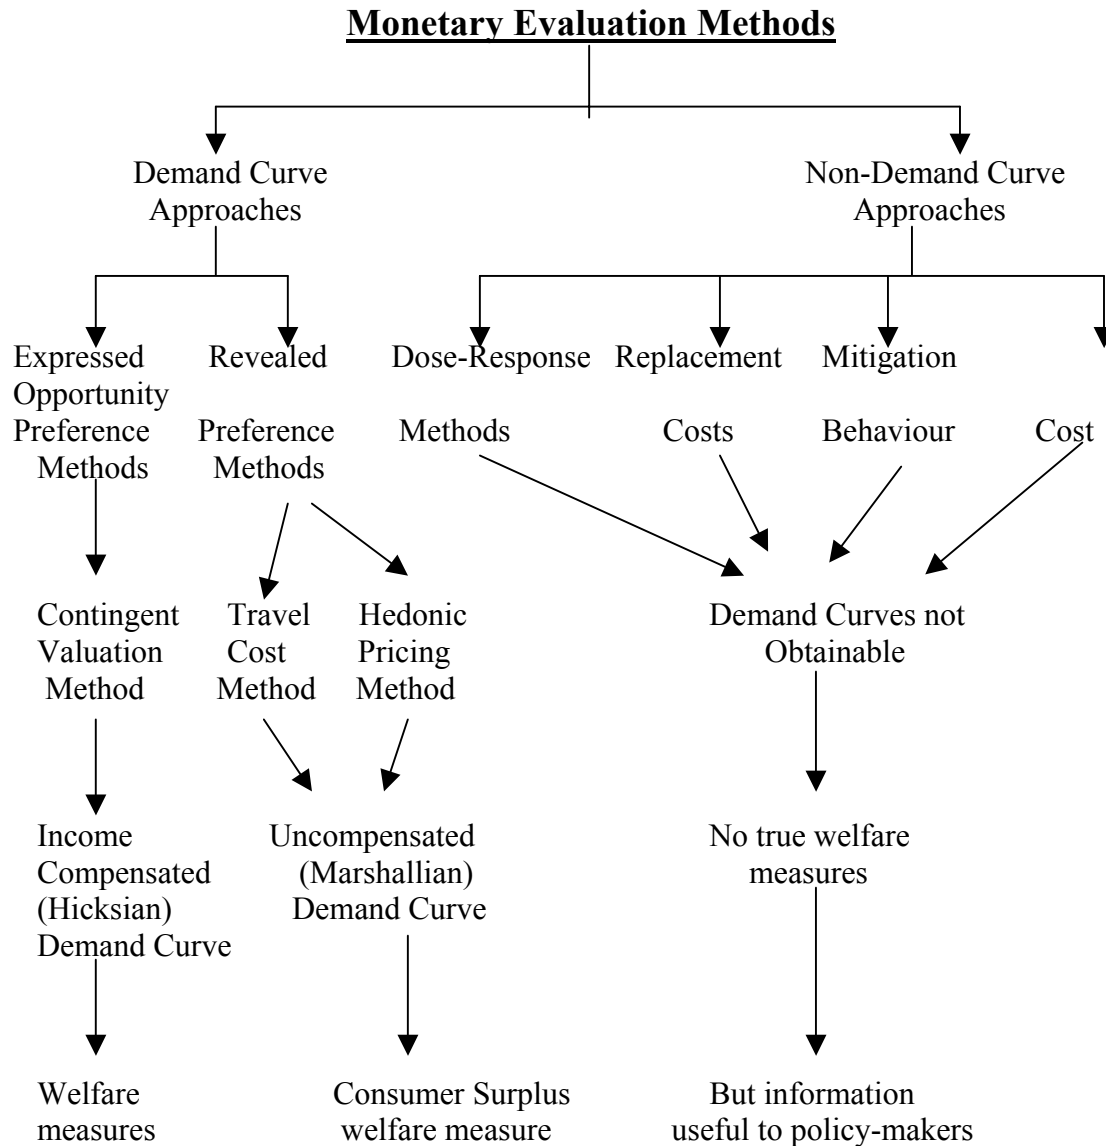 Monetary Evaluation Methods
Demand Curve
Approaches
Non-Demand Curve
Approaches
Expressed Revealed Dose-Response Replacement Mitigation
Opportunity
Preference Preference Methods Costs Behaviour Cost
Methods Methods
Contingent Travel Hedonic Demand Curves not
Valuation Cost Pricing Obtainable
Method Method Method
Income Uncompensated No true welfare
Compensated (Marshallian) measures
(Hicksian) Demand Curve
Demand Curve
Welfare Consumer Surplus But information
measures welfare measure useful to policy-makers